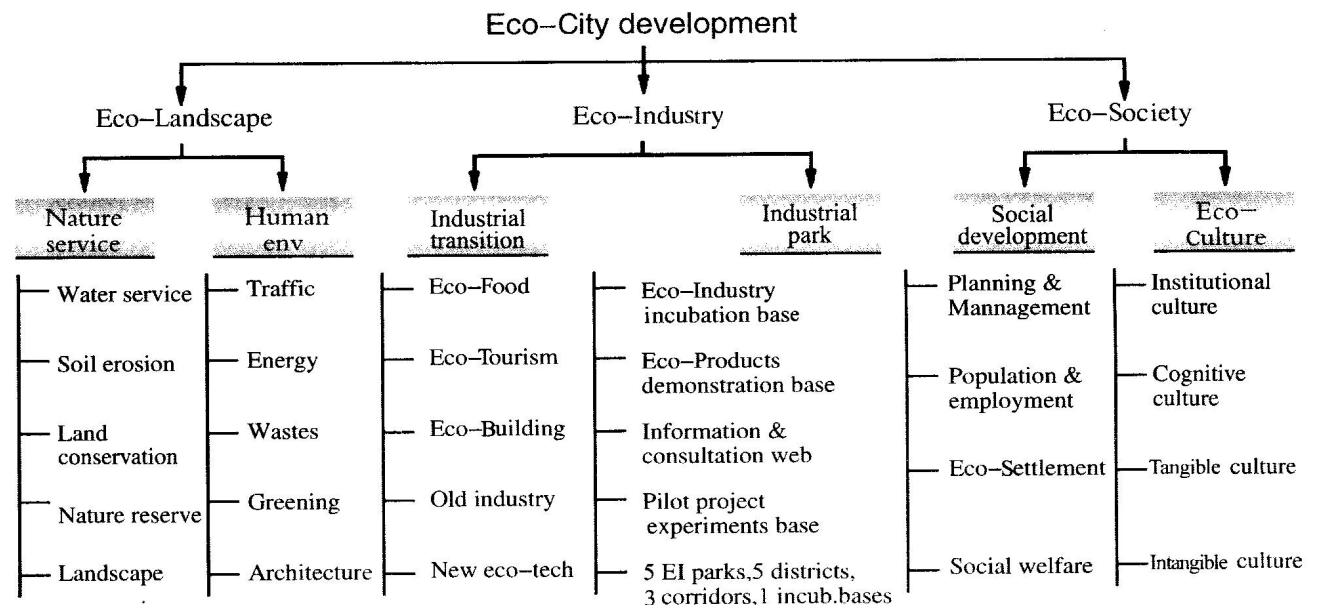 Eco–City development
Eco–Landscape
Eco–Industry
Eco–Society
Nature
service
Human
env
Industrial
transition
Industrial
park
Social
development
Eco–
Culture
Water service
Soil erosion
Land
conservation
Nature reserve
Landscape
Traffic
Energy
Wastes
Greening
Architecture
Eco–Food
Eco–Tourism
Eco–Building
Old industry
New eco–tech
Eco–Industry
incubation base
Eco–Products
demonstration base
Information &
consultation web
Pilot project
experiments base
5 EI parks,5 districts,
3 corridors,1 incub.bases
Planning &
Mannagement
Population &
employment
Eco–Settlement
Social welfare
Institutional
culture
Cognitive
culture
Tangible culture
Intangible culture